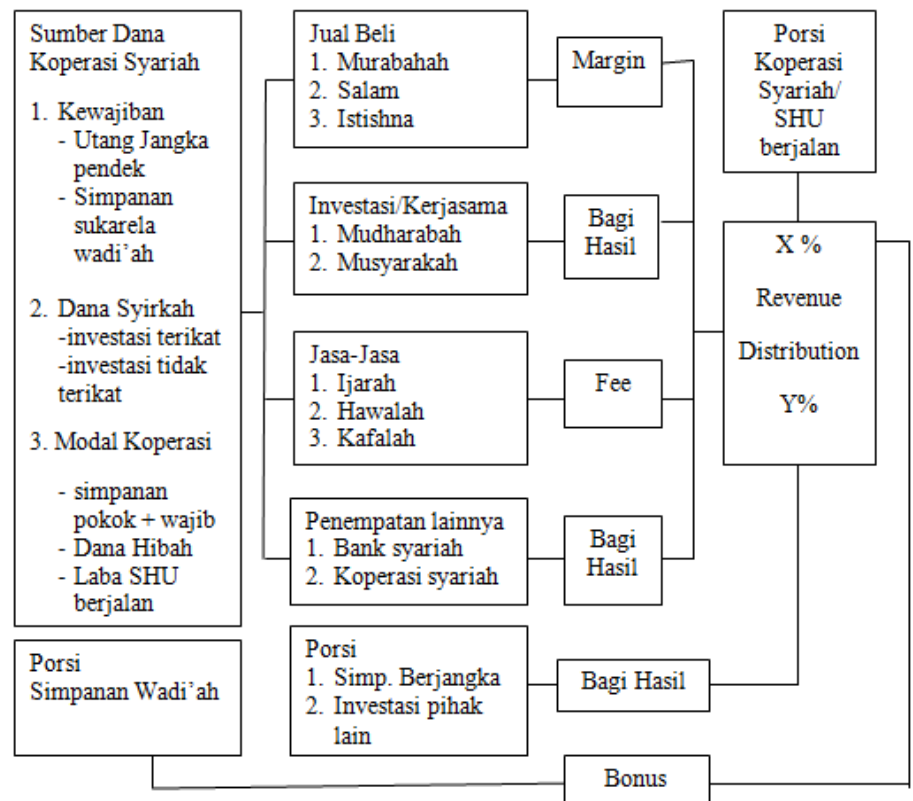 Sumber Dana
Koperasi Syariah
1. Kewajiban
- Utang Jangka
pendek
- Simpanan
sukarela
wadi’ah
2. Dana Syirkah
-investasi terikat
-investasi tidak
terikat
3. Modal Koperasi
- simpanan
pokok + wajib
- Dana Hibah
- Laba SHU
berjalan
Porsi
Simpanan Wadi’ah
Jual Beli
1. Murabahah
2. Salam
3. Istishna
Investasi/Kerjasama
1. Mudharabah
2. Musyarakah
Jasa-Jasa
1. Ijarah
2. Hawalah
3. Kafalah
Penempatan lainnya
1. Bank syariah
2. Koperasi syariah
Porsi
1. Simp. Berjangka
2. Investasi pihak
lain
Margin
Bagi
Hasil
Fee
Bagi
Hasil
Bagi Hasil
Bonus
Porsi
Koperasi
Syariah/
SHU
berjalan
X %
Revenue
Distribution
Y%